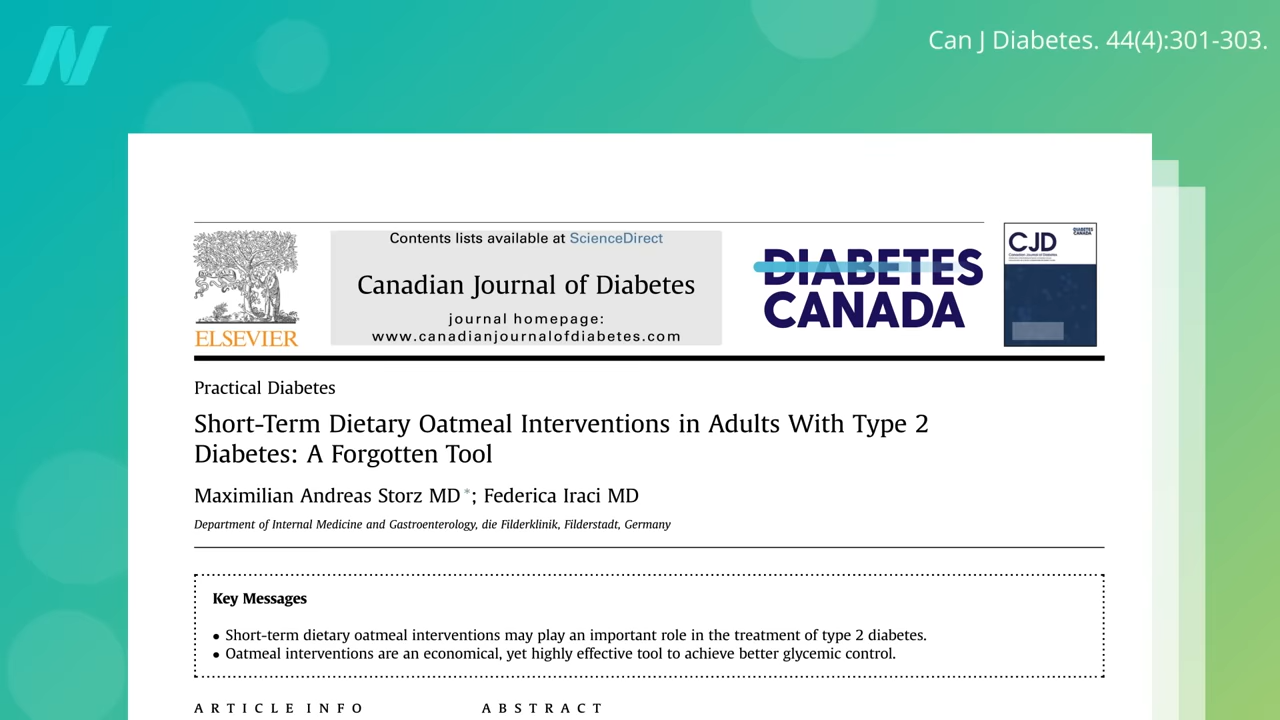 Can J Diabetes. 44(4):301-303.
Contents lists available at ScienceDirect
Canadian Journal of Diabetes
journal homepage:
www.canadianjournalofdiabetes.com
ELSEVIER
DIABETES
CANADA
CJD
DIABETES
CANADA
Practical Diabetes
Short-Term Dietary Oatmeal Interventions in Adults With Type 2
Diabetes: A Forgotten Tool
Maximilian Andreas Storz MD *; Federica Iraci MD
Department of Internal Medicine and Gastroenterology, die Filderklinik, Filderstadt, Germany
Key Messages
• Short-term dietary oatmeal interventions may play an important role in the treatment of type 2 diabetes.
• Oatmeal interventions are an economical, yet highly effective tool to achieve better glycemic control.
ARTICLE INFO
ABSTRACT